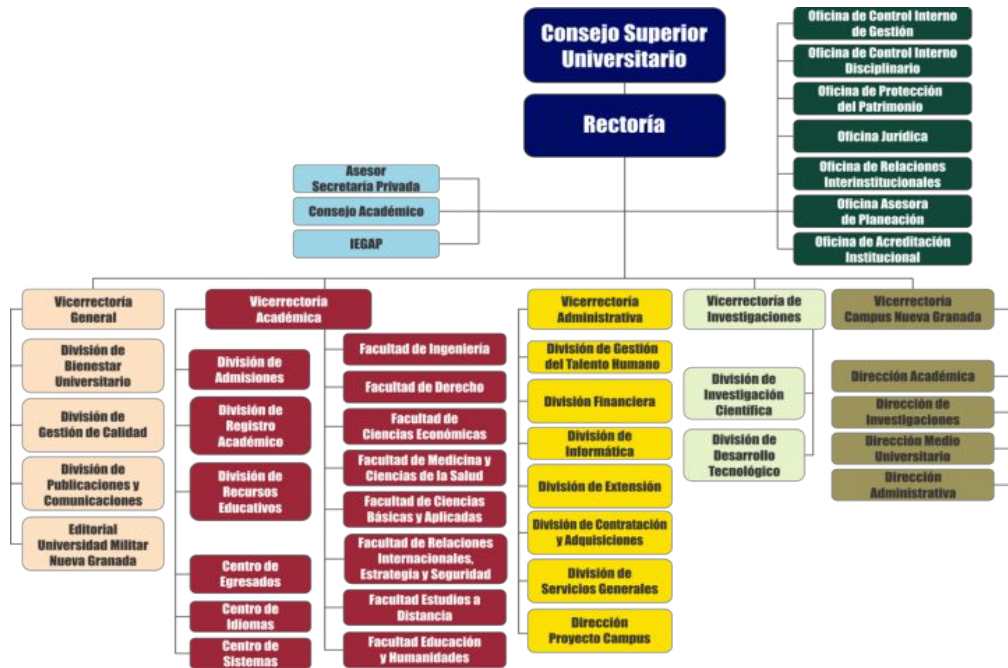 Consejo Superior
Universitario
Rectoría
Oficina de Control Interno
de Gestión
Oficina de Control Interno
Disciplinario
Oficina de Protección
del Patrimonio
Oficina Jurídica
Oficina de Relaciones
Interinstitucionales
Oficina Asesora
de Planeación
Oficina de Acreditación
Institucional
Asesor
Secretaría Privada
Consejo Académico
IEGAP
Vicerrectoría
General
División de
Bienestar
Universitario
División de
Gestión de Calidad
División de
Publicaciones y
Comunicaciones
Editorial
Universidad Militar
Nueva Granada
Vicerrectoría
Académica
División de
Admisiones
División de
Registro
Académico
División de
Recursos
Educativos
Centro de
Egresados
Centro de
Idiomas
Centro de
Sistemas
Facultad de Ingeniería
Facultad de Derecho
Facultad de
Ciencias Económicas
Facultad de Medicina y
Ciencias de la Salud
Facultad de Ciencias
Básicas y Aplicadas
Facultad de Relaciones
Internacionales,
Estrategia y Seguridad
Facultad Estudios a
Distancia
Facultad Educación
y Humanidades
Vicerrectoría
Administrativa
División de Gestión
del Talento Humano
División Financiera
División de
Informática
División de Extensión
División de Contratación
y Adquisiciones
División de
Servicios Generales
Dirección
Proyecto Campus
Vicerrectoría de
Investigaciones
División de
Investigación
Científica
División de
Desarrollo
Tecnológico
Vicerrectoría
Campus Nueva Granada
Dirección Académica
Dirección de
Investigaciones
Dirección Medio
Universitario
Dirección
Administrativa